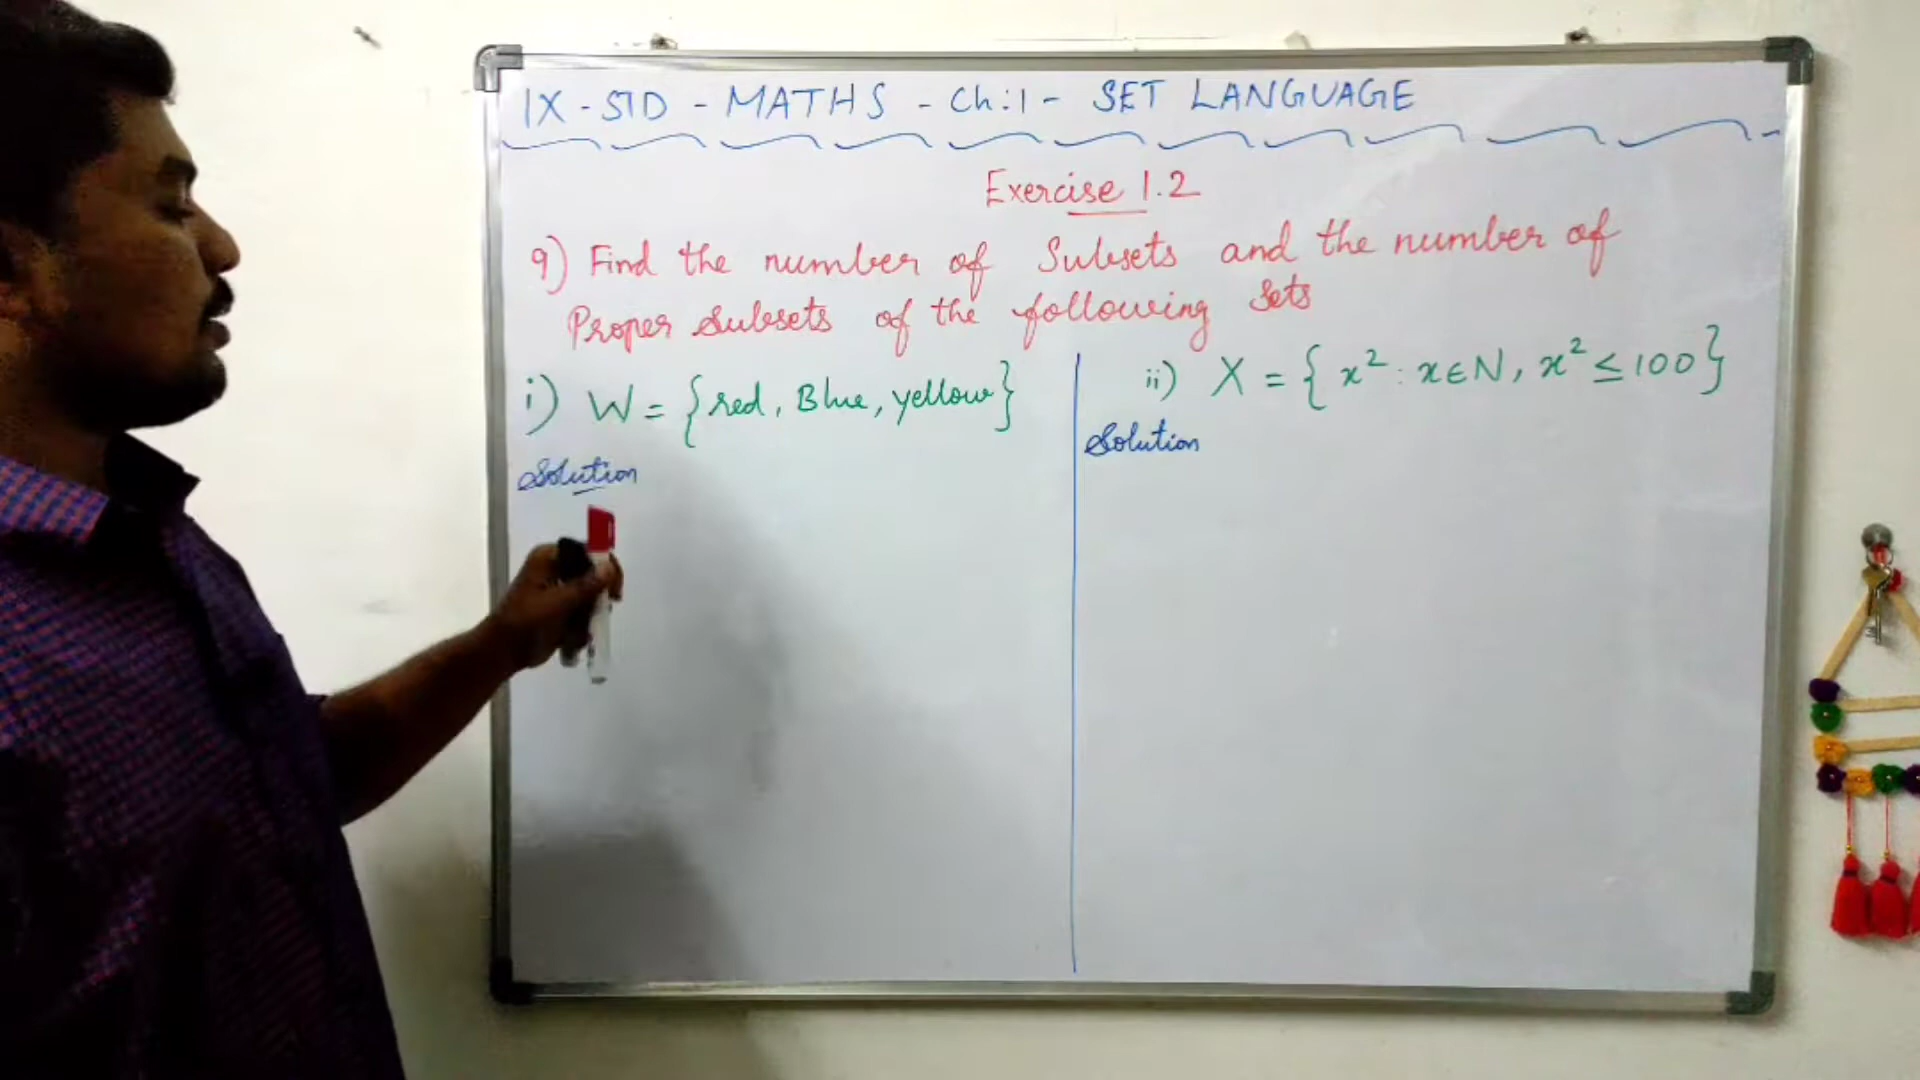 IX - STD - MATHS - Ch:1 - SET LANGUAGE
Exercise 1.2
9) Find the number of Subsets and the number of
Proper Subsets of the following Sets
i) W = {red, Blue, yellow}
Solution
ii) X = {x² : x∈N, x² ≤ 100}
Solution